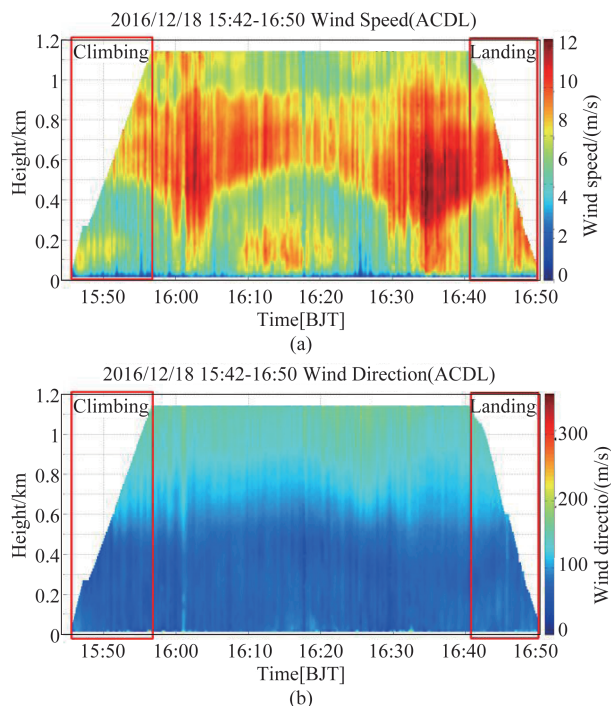 2016/12/18 15:42-16:50 Wind Speed(ACDL)
(a)
Climbing
Landing
1.2
1
0.8
0.6
0.4
0.2
0
Height/km
15:50 16:00 16:10 16:20 16:30 16:40 16:50
Time[BJT]
12
10
8
6
4
2
0
Wind speed/(m/s)
(a)
2016/12/18 15:42-16:50 Wind Direction(ACDL)
Climbing
Landing
1.2
1
0.8
0.6
0.4
0.2
0
Height/km
15:50 16:00 16:10 16:20 16:30 16:40 16:50
Time[BJT]
300
200
100
0
Wind directio/(m/s)
(b)